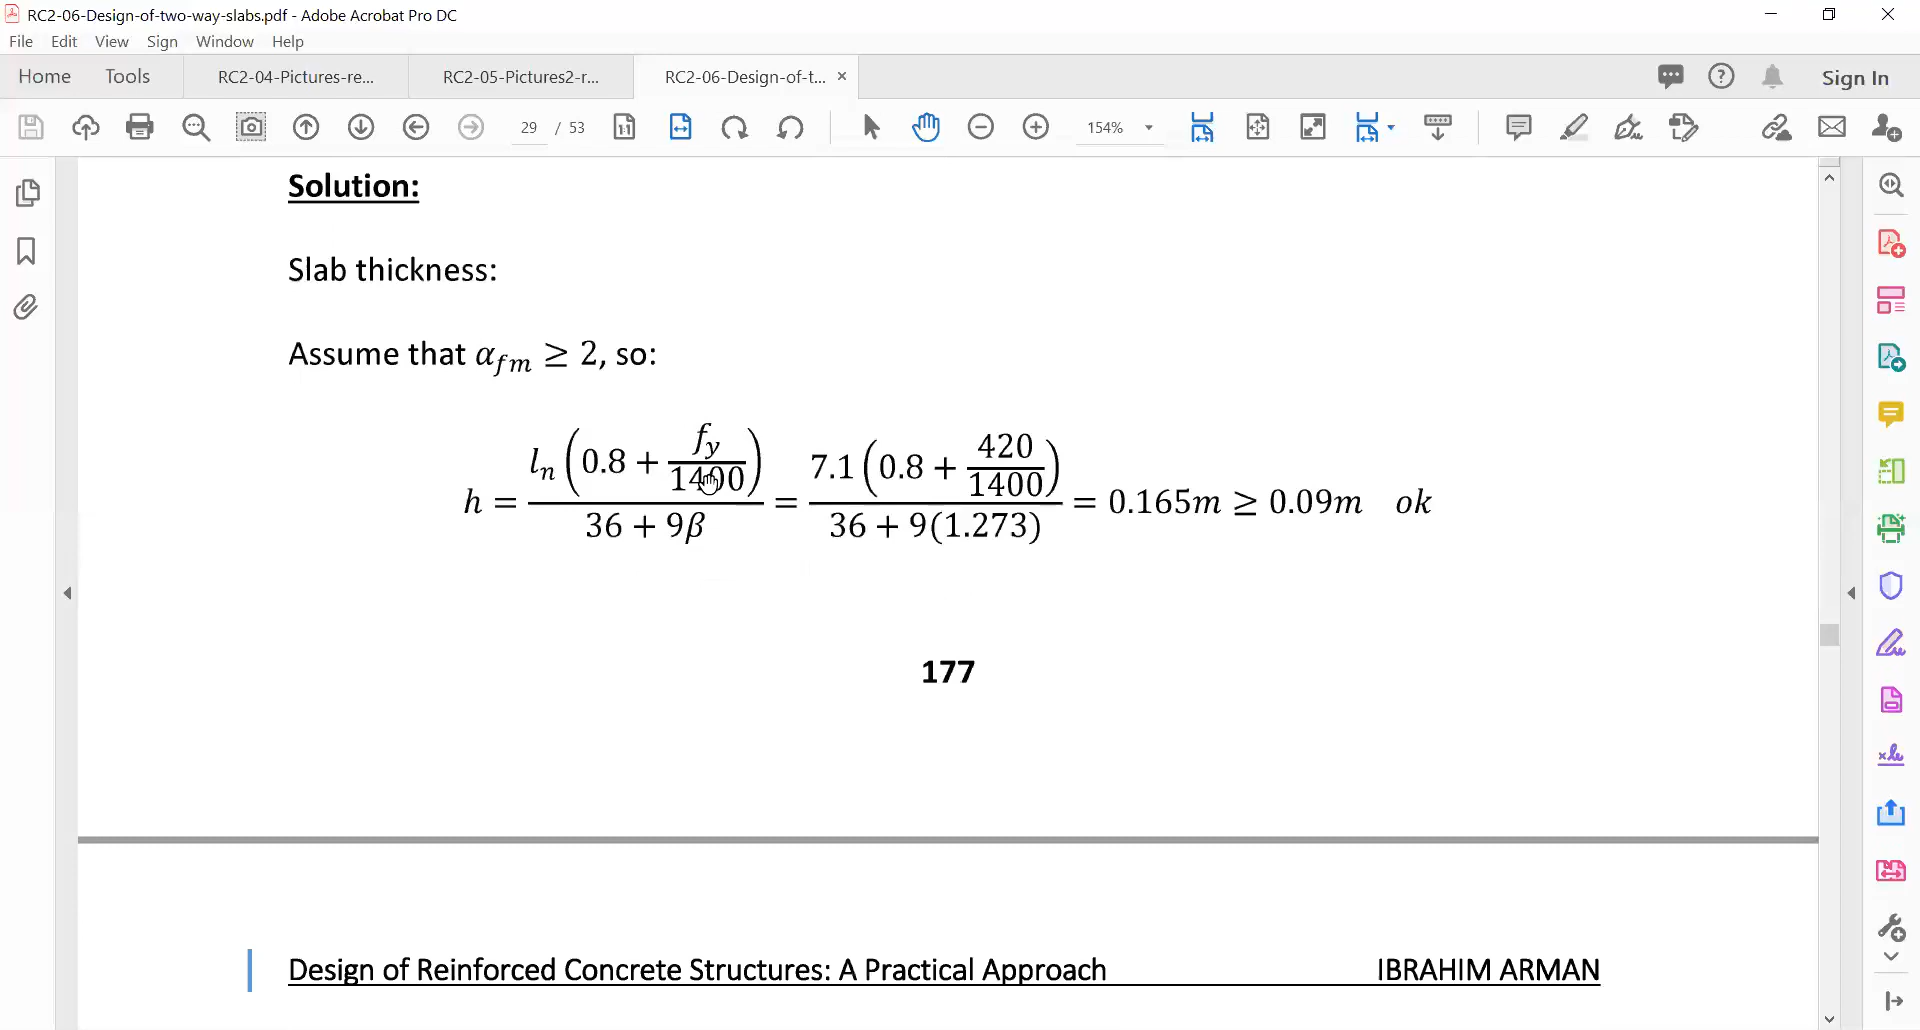 RC2-06-Design-of-two-way-slabs.pdf - Adobe Acrobat Pro DC
File Edit View Sign Window Help
Home Tools RC2-04-Pictures-re... RC2-05-Pictures2-r... RC2-06-Design-of-t... × Sign In
29 / 53 154%
Solution:
Slab thickness:
Assume that α_fm ≥ 2, so:
h = l_n (0.8 + f_y/1400) / (36 + 9β) = 7.1 (0.8 + 420/1400) / (36 + 9(1.273)) = 0.165m ≥ 0.09m ok
177
Design of Reinforced Concrete Structures: A Practical Approach IBRAHIM ARMAN